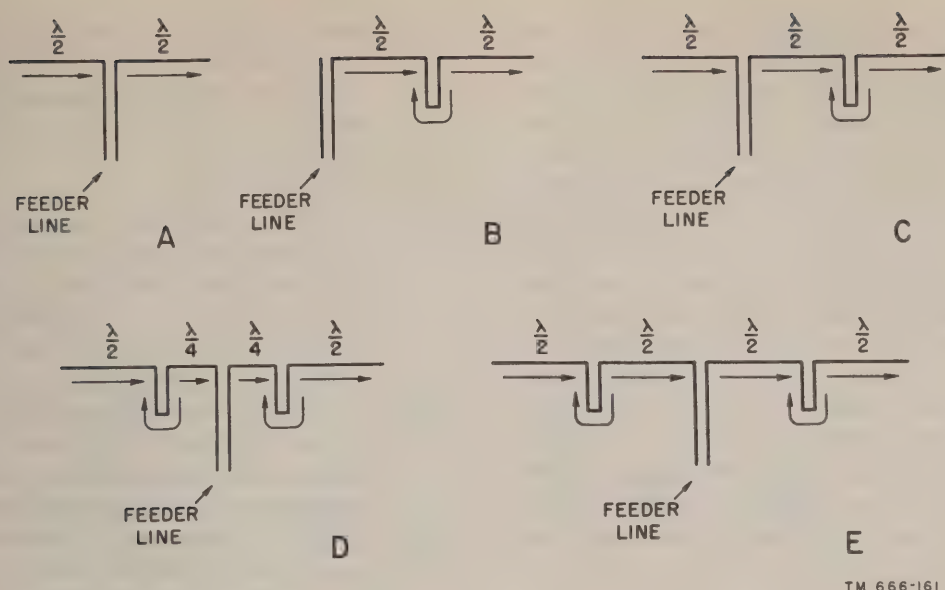 λ/2 λ/2
FEEDER
LINE
A
λ/2 λ/2
FEEDER
LINE
B
λ/2 λ/2 λ/2
FEEDER
LINE
C
λ/2 λ/4 λ/4 λ/2
FEEDER
LINE
D
λ/2 λ/2 λ/2 λ/2
FEEDER
LINE
E
TM 666-161